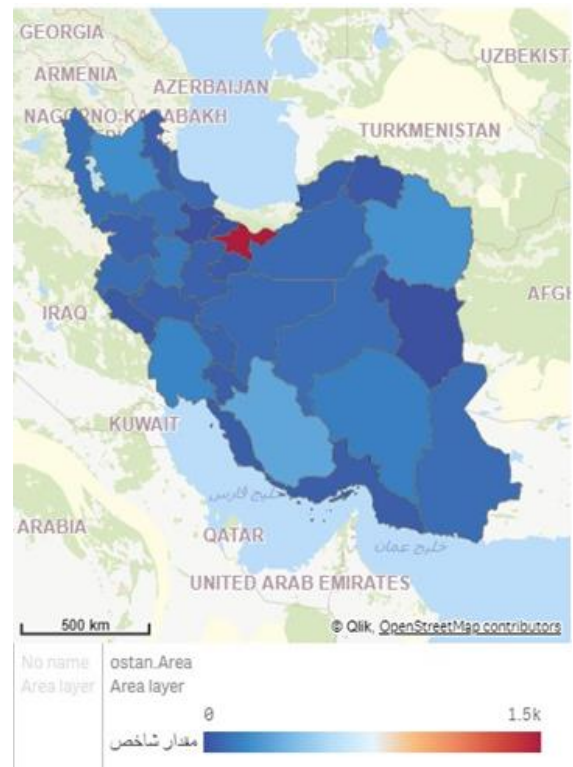 GEORGIA
UZBEKIST
ARMENIA
AZERBAIJAN
NAGORNO-KARABAKH
TURKMENISTAN
AFGH
IRAQ
KUWAIT
خلیج فارس
ARABIA
QATAR
خلیج عمان
UNITED ARAB EMIRATES
500 km
© Qlik, OpenStreetMap contributors
No name ostan.Area
Area layer Area layer
0 1.5k
مقدار شاخص